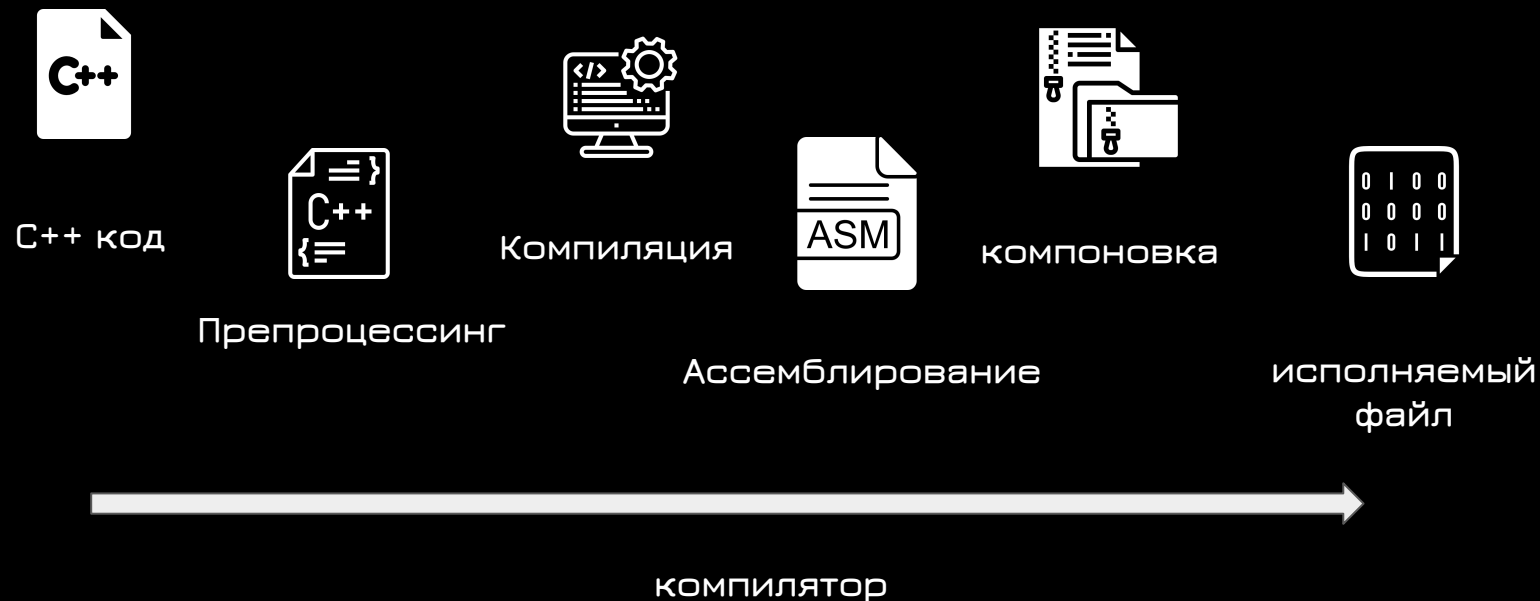 C++
C++ код
} C++ {
Препроцессинг
</>
Компиляция
ASM
Ассемблирование
компоновка
0 1 0 0
0 0 0 0
1 0 1 1
исполняемый
файл
компилятор